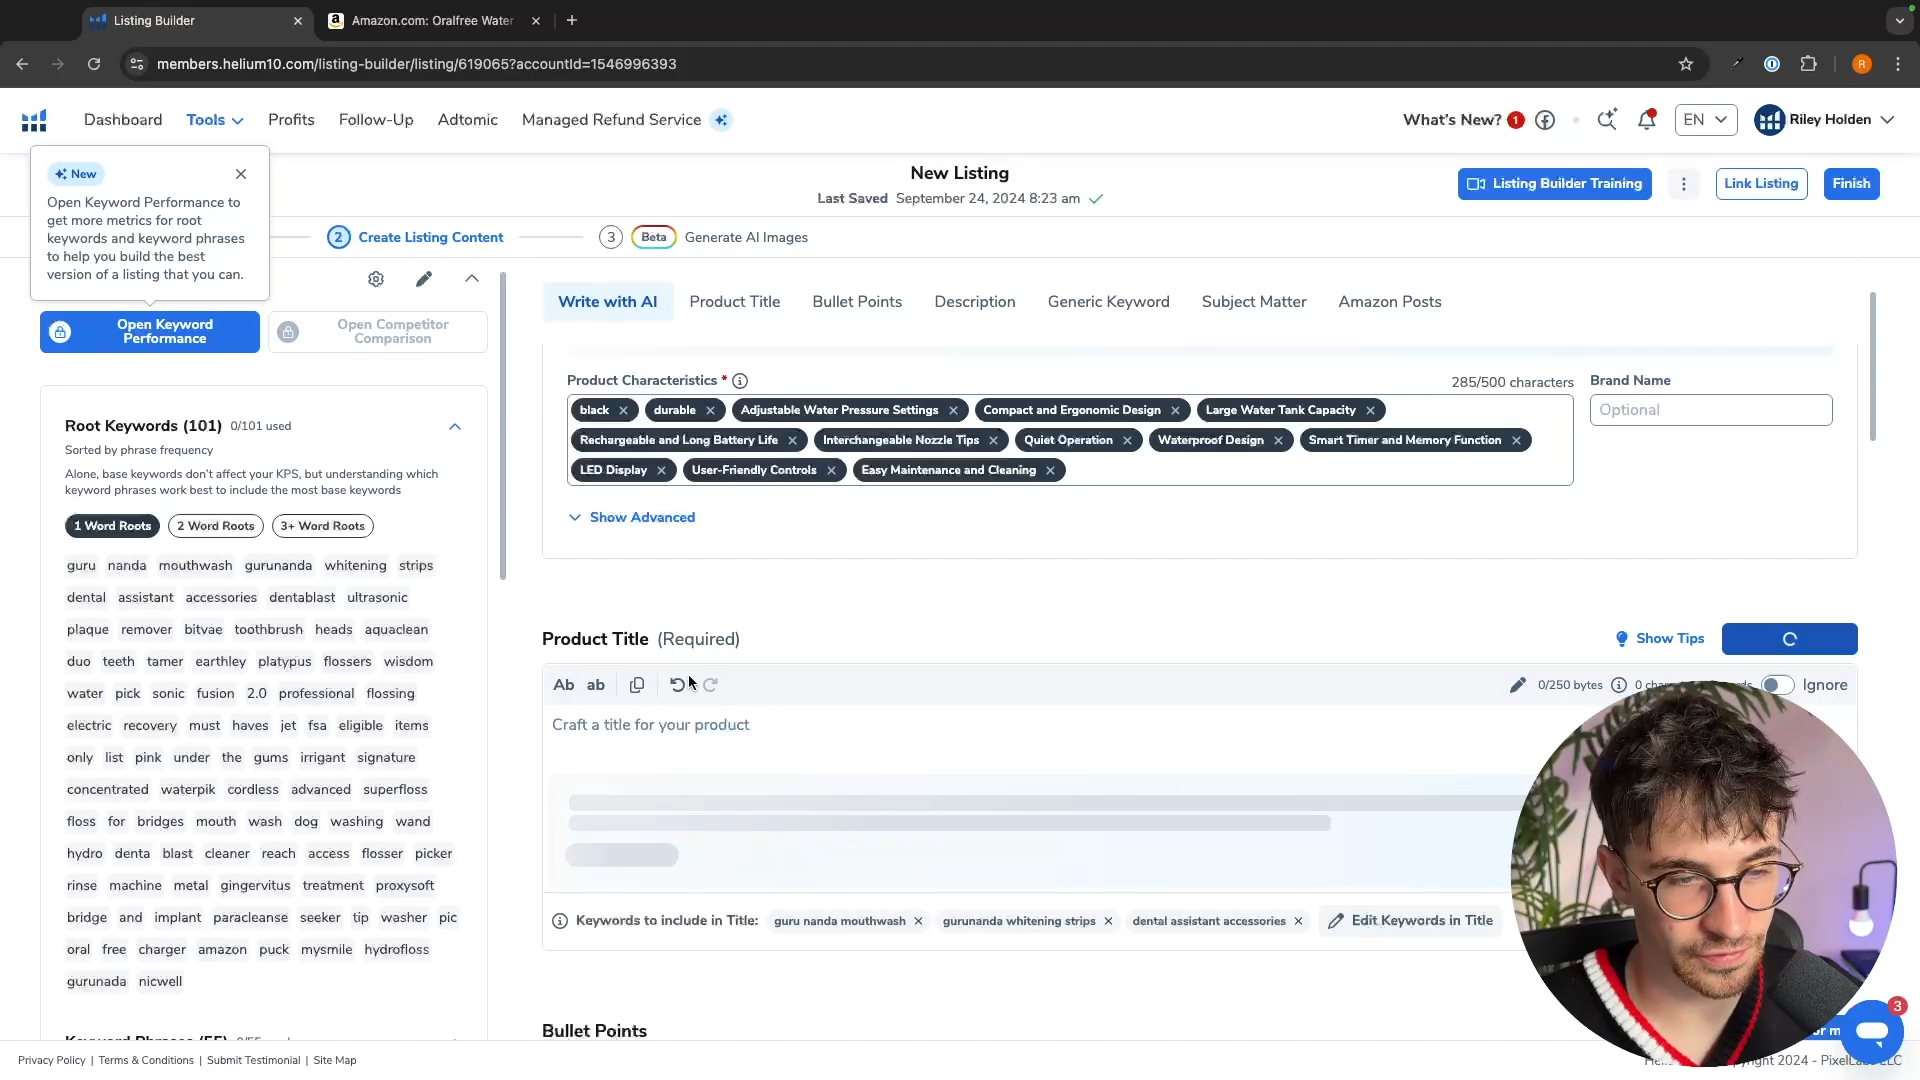 Listing Builder
Amazon.com: Oralfree Water
members.helium10.com/listing-builder/listing/619065?accountId=1546996393
R
Dashboard Tools Profits Follow-Up Adtomic Managed Refund Service
What's New? 1 EN Riley Holden
New
Open Keyword Performance to
get more metrics for root
keywords and keyword phrases
to help you build the best
version of a listing that you can.
New Listing
Last Saved September 24, 2024 8:23 am
Listing Builder Training Link Listing Finish
2 Create Listing Content 3 Beta Generate AI Images
Open Keyword
Performance
Open Competitor
Comparison
Write with AI Product Title Bullet Points Description Generic Keyword Subject Matter Amazon Posts
Product Characteristics * 285/500 characters Brand Name
black durable Adjustable Water Pressure Settings Compact and Ergonomic Design Large Water Tank Capacity
Optional
Rechargeable and Long Battery Life Interchangeable Nozzle Tips Quiet Operation Waterproof Design Smart Timer and Memory Function
LED Display User-Friendly Controls Easy Maintenance and Cleaning
Show Advanced
Root Keywords (101) 0/101 used
Sorted by phrase frequency
Alone, base keywords don't affect your KPS, but understanding which
keyword phrases work best to include the most base keywords
1 Word Roots 2 Word Roots 3+ Word Roots
guru nanda mouthwash gurunanda whitening strips
dental assistant accessories dentablast ultrasonic
plaque remover bitvae toothbrush heads aquaclean
duo teeth tamer earthley platypus flossers wisdom
water pick sonic fusion 2.0 professional flossing
electric recovery must haves jet fsa eligible items
only list pink under the gums irrigant signature
concentrated waterpik cordless advanced superfloss
floss for bridges mouth wash dog washing wand
hydro denta blast cleaner reach access flosser picker
rinse machine metal gingervitus treatment proxysoft
bridge and implant paracleanse seeker tip washer pic
oral free charger amazon puck mysmile hydrofloss
gurunada nicwell
Product Title (Required)
Show Tips
Ab ab
0/250 bytes 0 Ignore
Craft a title for your product
Keywords to include in Title: guru nanda mouthwash gurunanda whitening strips dental assistant accessories Edit Keywords in Title
Bullet Points
3
Privacy Policy | Terms & Conditions | Submit Testimonial | Site Map
2024 -